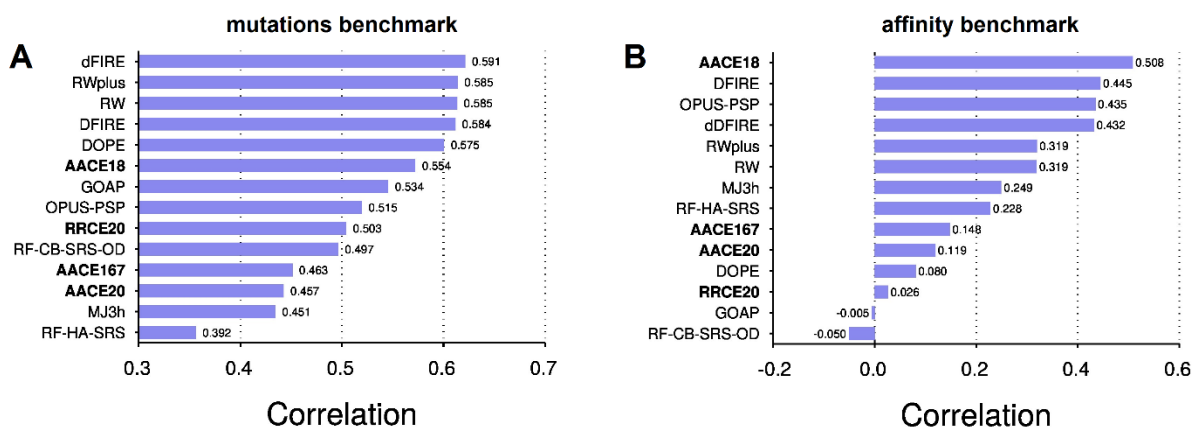 mutations benchmark
A
dFIRE 0.591
RWplus 0.585
RW 0.585
DFIRE 0.584
DOPE 0.575
AACE18 0.554
GOAP 0.534
OPUS-PSP 0.515
RRCE20 0.503
RF-CB-SRS-OD 0.497
AACE167 0.463
AACE20 0.457
MJ3h 0.451
RF-HA-SRS 0.392
0.3 0.4 0.5 0.6 0.7
Correlation
affinity benchmark
B
AACE18 0.508
DFIRE 0.445
OPUS-PSP 0.435
dDFIRE 0.432
RWplus 0.319
RW 0.319
MJ3h 0.249
RF-HA-SRS 0.228
AACE167 0.148
AACE20 0.119
DOPE 0.080
RRCE20 0.026
GOAP -0.005
RF-CB-SRS-OD -0.050
-0.2 0.0 0.2 0.4 0.6
Correlation